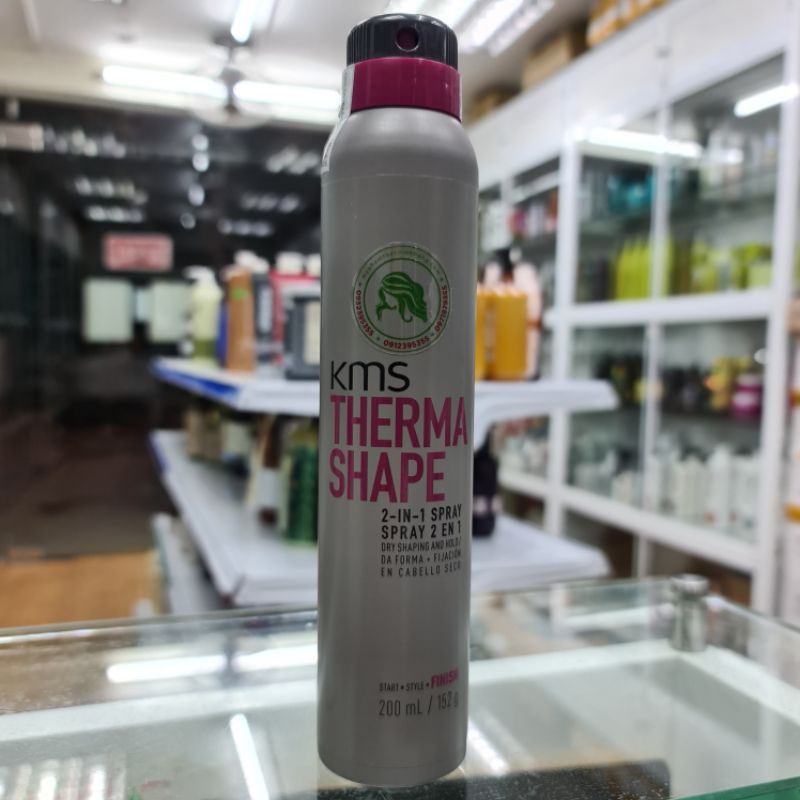 0912395355
KMS
THERMA
SHAPE
2-IN-1 SPRAY
SPRAY 2 EN 1
DRY SHAPING AND HOLD /
DA FORMA + FIJACIÓN
EN CABELLO SECO
START • STYLE • FINISH
200 mL / 152 g